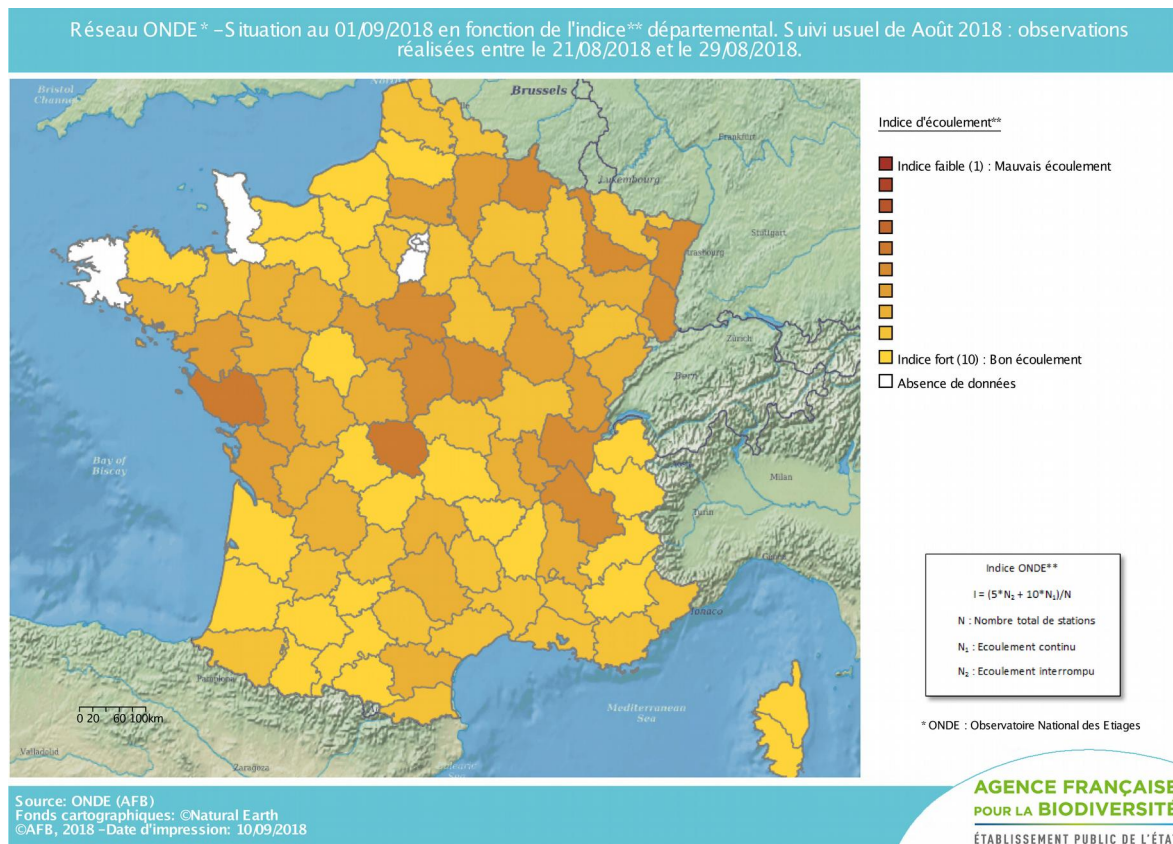 Réseau ONDE* –Situation au 01/09/2018 en fonction de l'indice** départemental. Suivi usuel de Août 2018 : observations
réalisées entre le 21/08/2018 et le 29/08/2018.
Bristol
Channel
Brussels
Lille
Frankfurt
Luxembourg
Stuttgart
Strasbourg
Zürich
Bern
Milan
Turin
Genoa
Monaco
Bay of
Biscay
Pamplona
Mediterranean
Sea
Valladolid
Zaragoza
Balearic
Sea
0 20 60 100km
Indice d'écoulement**
Indice faible (1) : Mauvais écoulement
Indice fort (10) : Bon écoulement
Absence de données
Indice ONDE**
I = (5*N₂ + 10*N₁)/N
N : Nombre total de stations
N₁ : Ecoulement continu
N₂ : Ecoulement interrompu
* ONDE : Observatoire National des Etiages
Source: ONDE (AFB)
Fonds cartographiques: ©Natural Earth
©AFB, 2018 –Date d'impression: 10/09/2018
AGENCE FRANÇAISE
POUR LA BIODIVERSITÉ
ÉTABLISSEMENT PUBLIC DE L'ÉTA